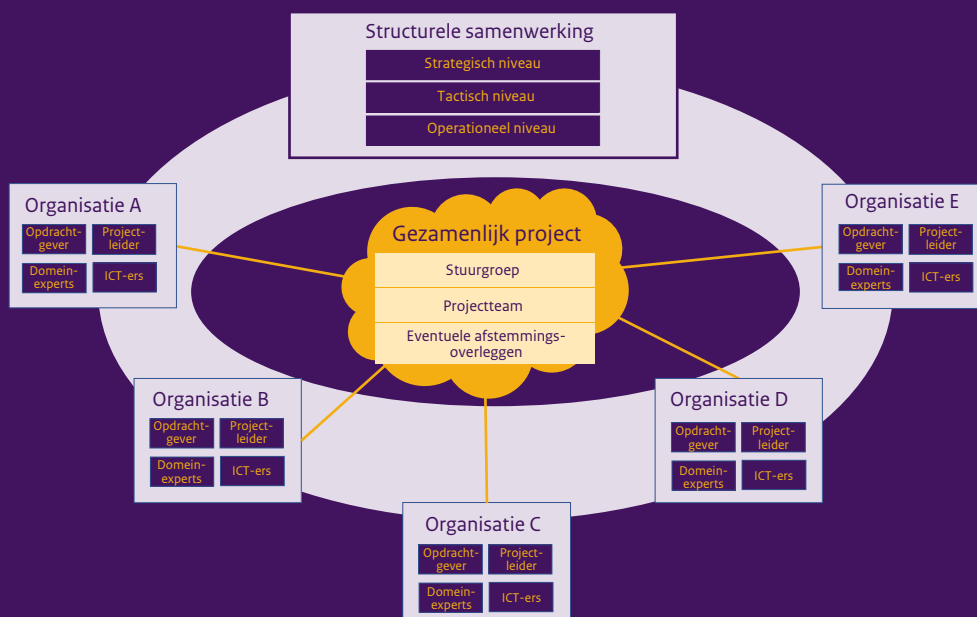 Structurele samenwerking
Strategisch niveau
Tactisch niveau
Operationeel niveau
Organisatie A
Opdracht-
gever
Project-
leider
Domein-
experts
ICT-ers
Gezamenlijk project
Stuurgroep
Projectteam
Eventuele afstemmings-
overleggen
Organisatie E
Opdracht-
gever
Project-
leider
Domein-
experts
ICT-ers
Organisatie B
Opdracht-
gever
Project-
leider
Domein-
experts
ICT-ers
Organisatie D
Opdracht-
gever
Project-
leider
Domein-
experts
ICT-ers
Organisatie C
Opdracht-
gever
Project-
leider
Domein-
experts
ICT-ers